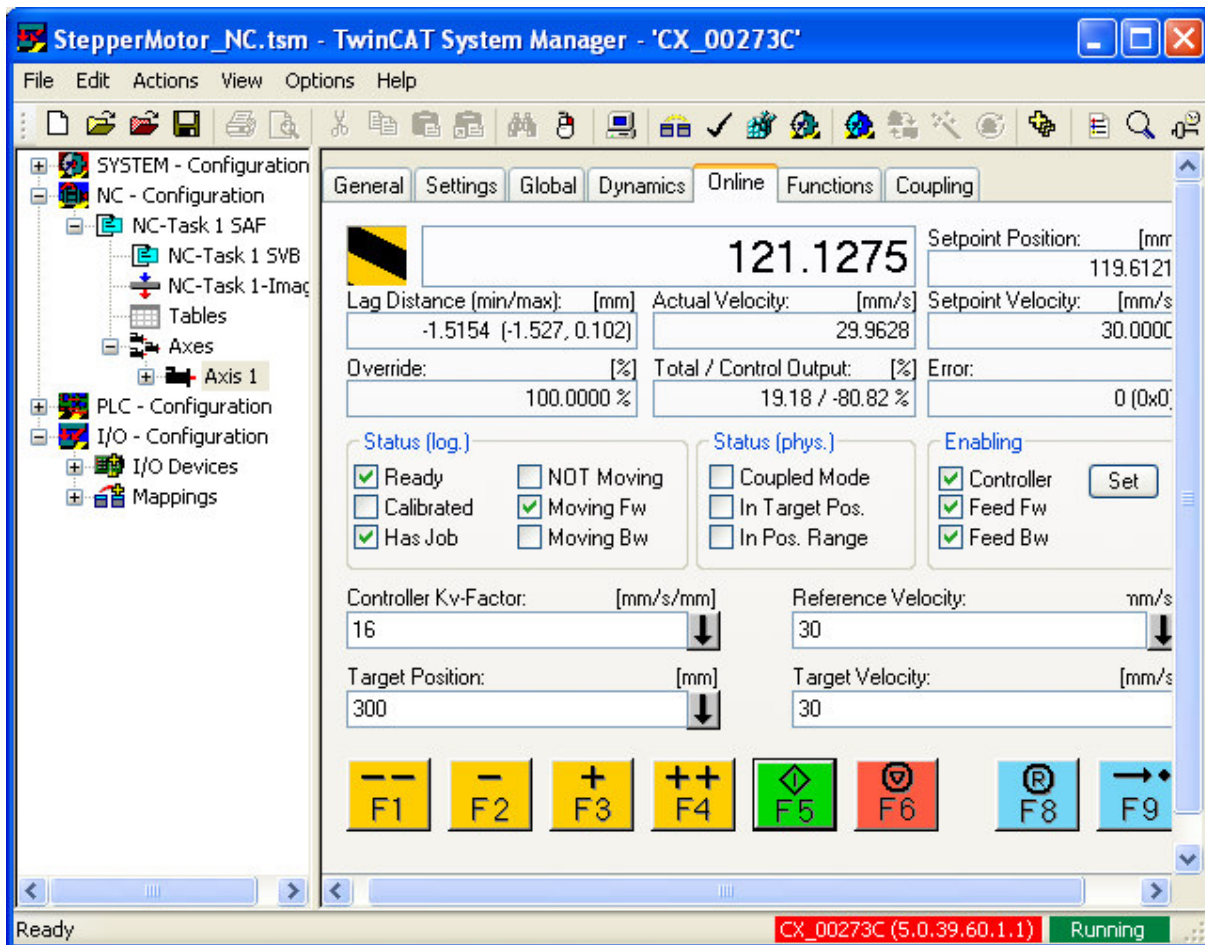 StepperMotor_NC.tsm - TwinCAT System Manager - 'CX_00273C'
File Edit Actions View Options Help
SYSTEM - Configuration
NC - Configuration
NC-Task 1 SAF
NC-Task 1 SVB
NC-Task 1-Imag
Tables
Axes
Axis 1
PLC - Configuration
I/O - Configuration
I/O Devices
Mappings
General Settings Global Dynamics Online Functions Coupling
121.1275
Setpoint Position: [mm
119.6121
Lag Distance (min/max): [mm] Actual Velocity: [mm/s] Setpoint Velocity: [mm/s
-1.5154 (-1.527, 0.102) 29.9628 30.0000
Override: [%] Total / Control Output: [%] Error:
100.0000 % 19.18 / -80.82 % 0 (0x0)
Status (log.) Status (phys.) Enabling
Ready NOT Moving Coupled Mode Controller Set
Calibrated Moving Fw In Target Pos. Feed Fw
Has Job Moving Bw In Pos. Range Feed Bw
Controller Kv-Factor: [mm/s/mm] Reference Velocity: mm/s
16 30
Target Position: [mm] Target Velocity: [mm/s
300 30
-- - + ++ R
F1 F2 F3 F4 F5 F6 F8 F9
Ready CX_00273C (5.0.39.60.1.1) Running